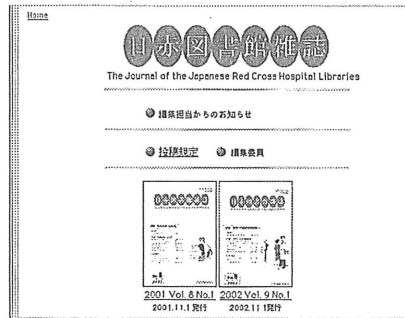 Home
日赤図書館雑誌
The Journal of the Japanese Red Cross Hospital Libraries
編集担当からのお知らせ
投稿規定 編集委員
2001 Vol. 8 No.1 2002 Vol. 9 No.1
2001.11.1発行 2002.11.1発行